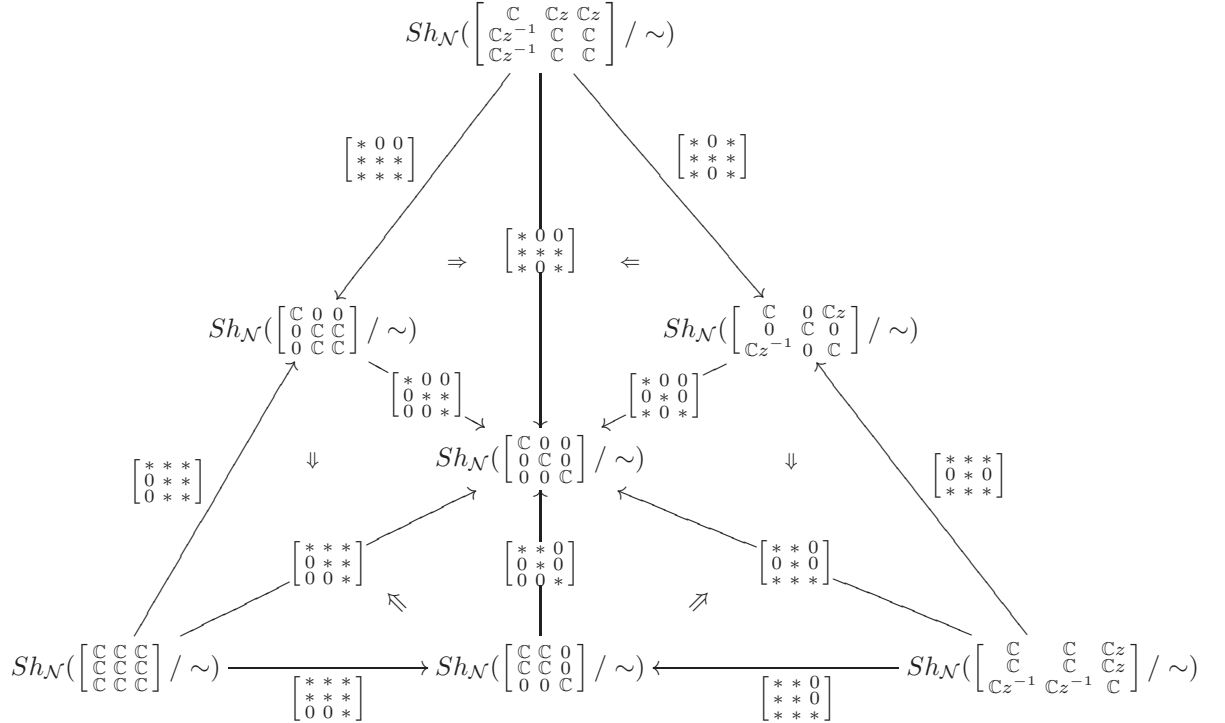 Sh_𝒩([ℂ ℂz ℂz
ℂz⁻¹ ℂ ℂ
ℂz⁻¹ ℂ ℂ] / ∼)
[* 0 0
* * *
* * *]
[* 0 *
* * *
* 0 *]
[* 0 0
* * *
* 0 *]
⇒
⇐
Sh_𝒩([ℂ 0 0
0 ℂ ℂ
0 ℂ ℂ] / ∼)
Sh_𝒩([ℂ 0 ℂz
0 ℂ 0
ℂz⁻¹ 0 ℂ] / ∼)
[* 0 0
0 * *
0 0 *]
[* 0 0
0 * 0
* 0 *]
[* * *
0 * *
0 * *]
⇓
Sh_𝒩([ℂ 0 0
0 ℂ 0
0 0 ℂ] / ∼)
⇓
[* * *
0 * 0
* * *]
[* * *
0 * *
0 0 *]
[* * 0
0 * 0
0 0 *]
[* * 0
0 * 0
* * *]
⇖
⇗
Sh_𝒩([ℂ ℂ ℂ
ℂ ℂ ℂ
ℂ ℂ ℂ] / ∼)
Sh_𝒩([ℂ ℂ 0
ℂ ℂ 0
0 0 ℂ] / ∼)
Sh_𝒩([ℂ ℂ ℂz
ℂ ℂ ℂz
ℂz⁻¹ ℂz⁻¹ ℂ] / ∼)
[* * *
* * *
0 0 *]
[* * 0
* * 0
* * *]